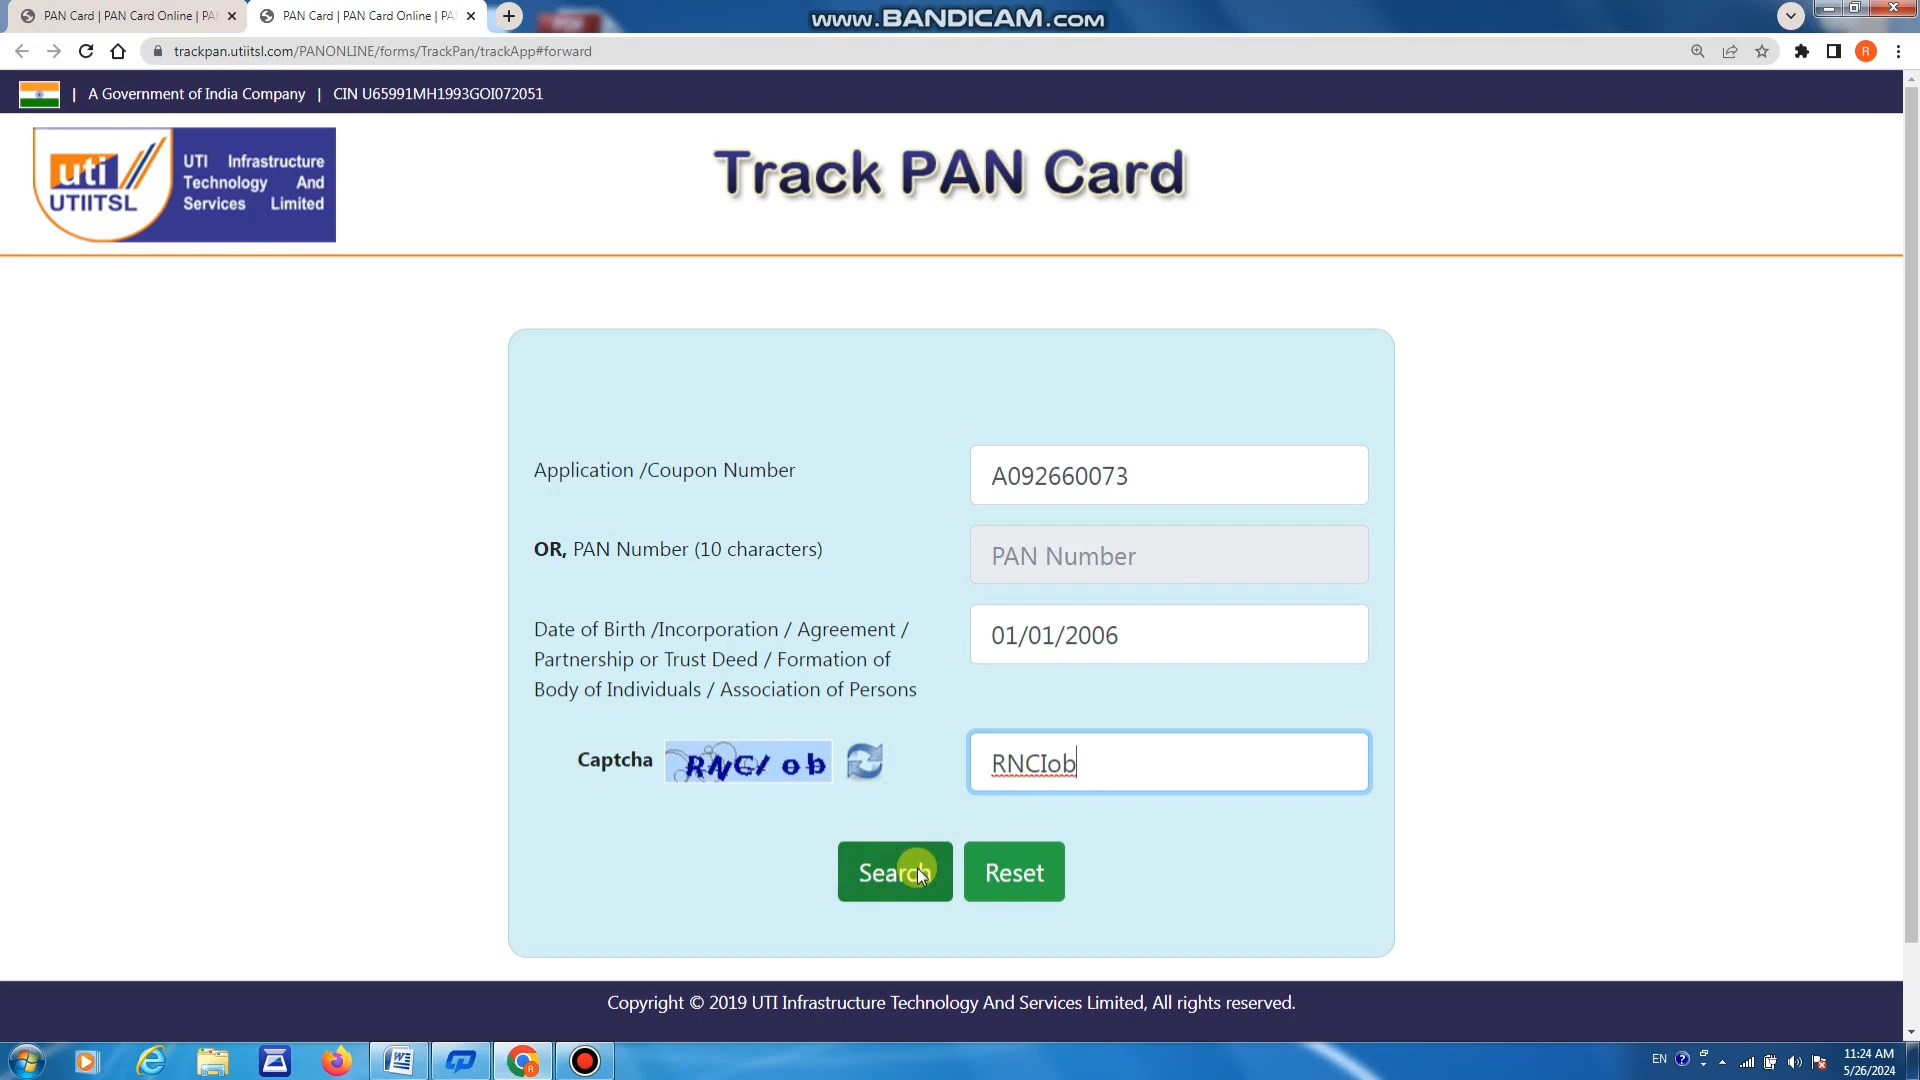 PAN Card | PAN Card Online | PA
PAN Card | PAN Card Online | PA
www.BANDICAM.com
trackpan.utiitsl.com/PANONLINE/forms/TrackPan/trackApp#forward
R
| A Government of India Company | CIN U65991MH1993GOI072051
uti
UTIITSL
UTI Infrastructure
Technology And
Services Limited
Track PAN Card
Application /Coupon Number
A092660073
OR, PAN Number (10 characters)
PAN Number
Date of Birth /Incorporation / Agreement /
Partnership or Trust Deed / Formation of
Body of Individuals / Association of Persons
01/01/2006
Captcha
RNCI ob
RNCIob
Search
Reset
Copyright © 2019 UTI Infrastructure Technology And Services Limited, All rights reserved.
EN
11:24 AM
5/26/2024